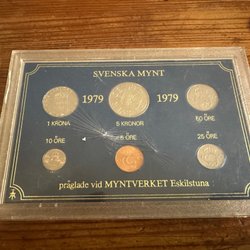 SVENSKA MYNT
1979 1979
1 KRONA 5 KRONOR 50 ÖRE
10 ÖRE 5 ÖRE 25 ÖRE
präglade vid MYNTVERKET Eskilstuna